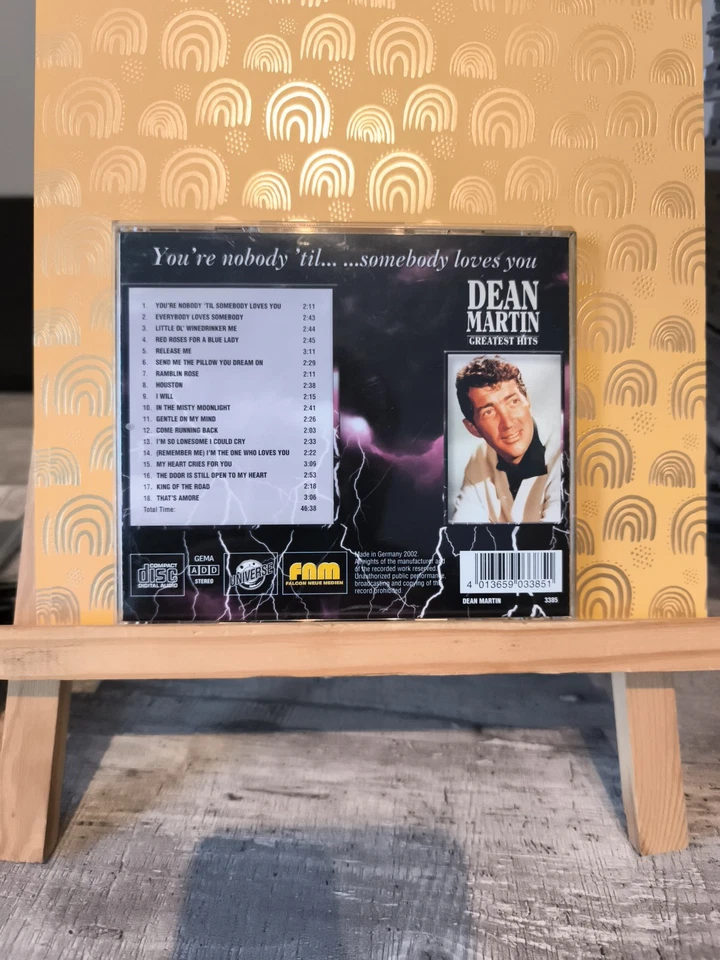 You're nobody 'til... ...somebody loves you
DEAN
MARTIN
GREATEST HITS
1. YOU'RE NOBODY 'TIL SOMEBODY LOVES YOU 2:11
2. EVERYBODY LOVES SOMEBODY 2:43
3. LITTLE OL' WINEDRINKER ME 2:44
4. RED ROSES FOR A BLUE LADY 2:45
5. RELEASE ME 3:11
6. SEND ME THE PILLOW YOU DREAM ON 2:29
7. RAMBLIN ROSE 2:11
8. HOUSTON 2:38
9. I WILL 2:15
10. IN THE MISTY MOONLIGHT 2:41
11. GENTLE ON MY MIND 2:26
12. COME RUNNING BACK 2:03
13. I'M SO LONESOME I COULD CRY 2:33
14. (REMEMBER ME) I'M THE ONE WHO LOVES YOU 2:22
15. MY HEART CRIES FOR YOU 3:09
16. THE DOOR IS STILL OPEN TO MY HEART 2:53
17. KING OF THE ROAD 2:18
18. THAT'S AMORE 3:06
Total Time: 46:38
COMPACT
disc
DIGITAL AUDIO
GEMA
ADD
STEREO
UNIVERSE
FNM
FALCON NEUE MEDIEN
Made in Germany 2002
All rights of the manufacturer and
of the recorded work reserved.
Unauthorized public performance,
broadcasting and copying of this
record prohibited.
4 013659 033851
DEAN MARTIN 3385